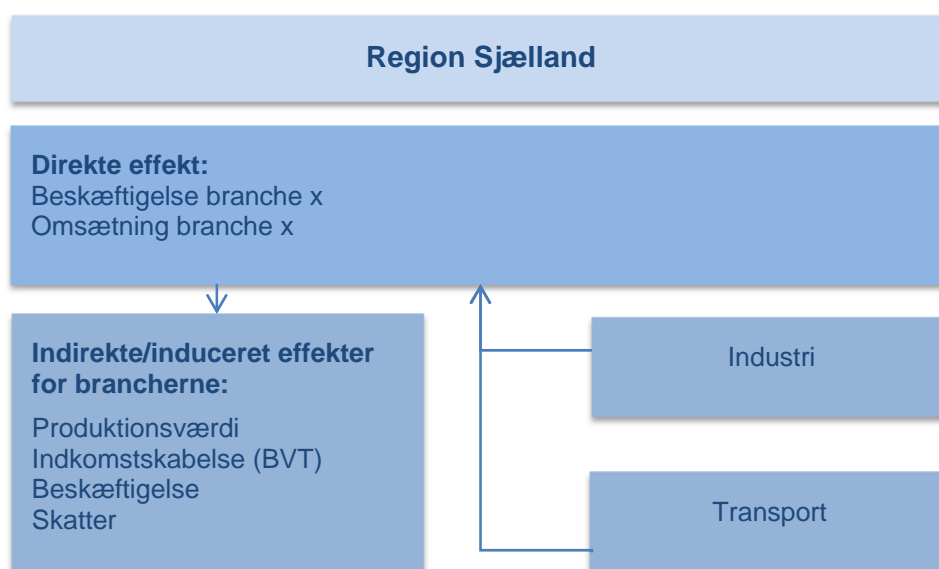 Region Sjælland
Direkte effekt:
Beskæftigelse branche x
Omsætning branche x
Indirekte/induceret effekter
for brancherne:
Produktionsværdi
Indkomstskabelse (BVT)
Beskæftigelse
Skatter
Industri
Transport